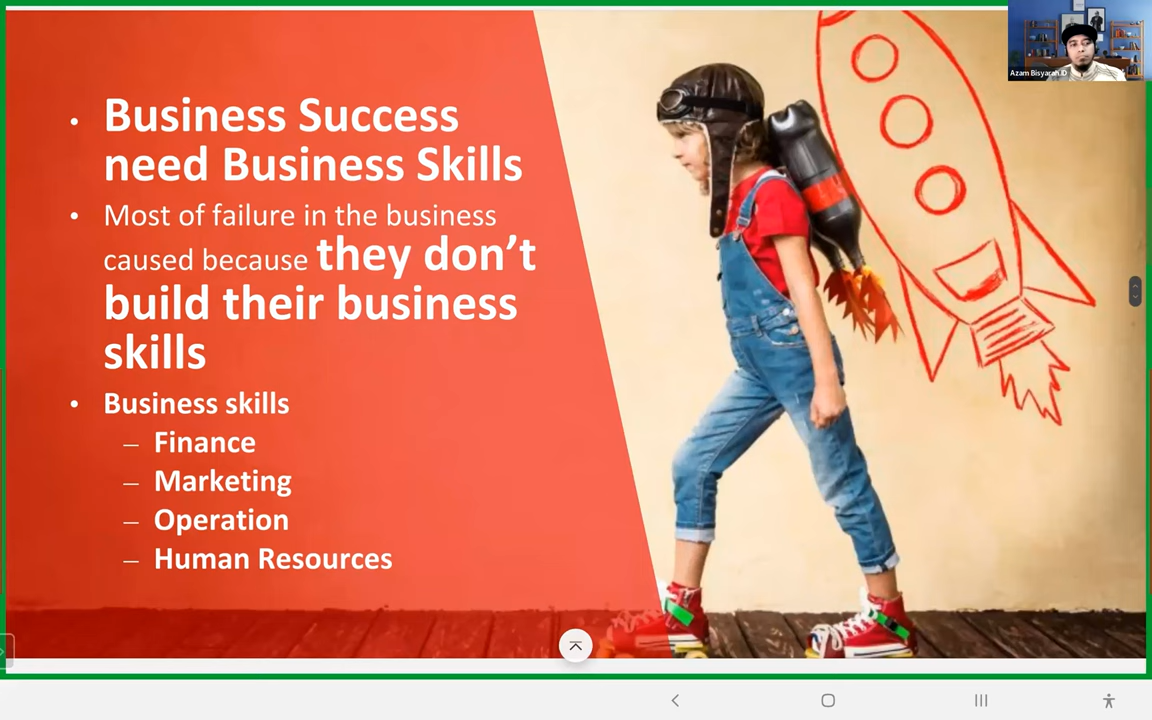 Business Success
need Business Skills
Most of failure in the business
caused because they don't
build their business
skills
Business skills
– Finance
– Marketing
– Operation
– Human Resources
Azam Bisyarah.ID